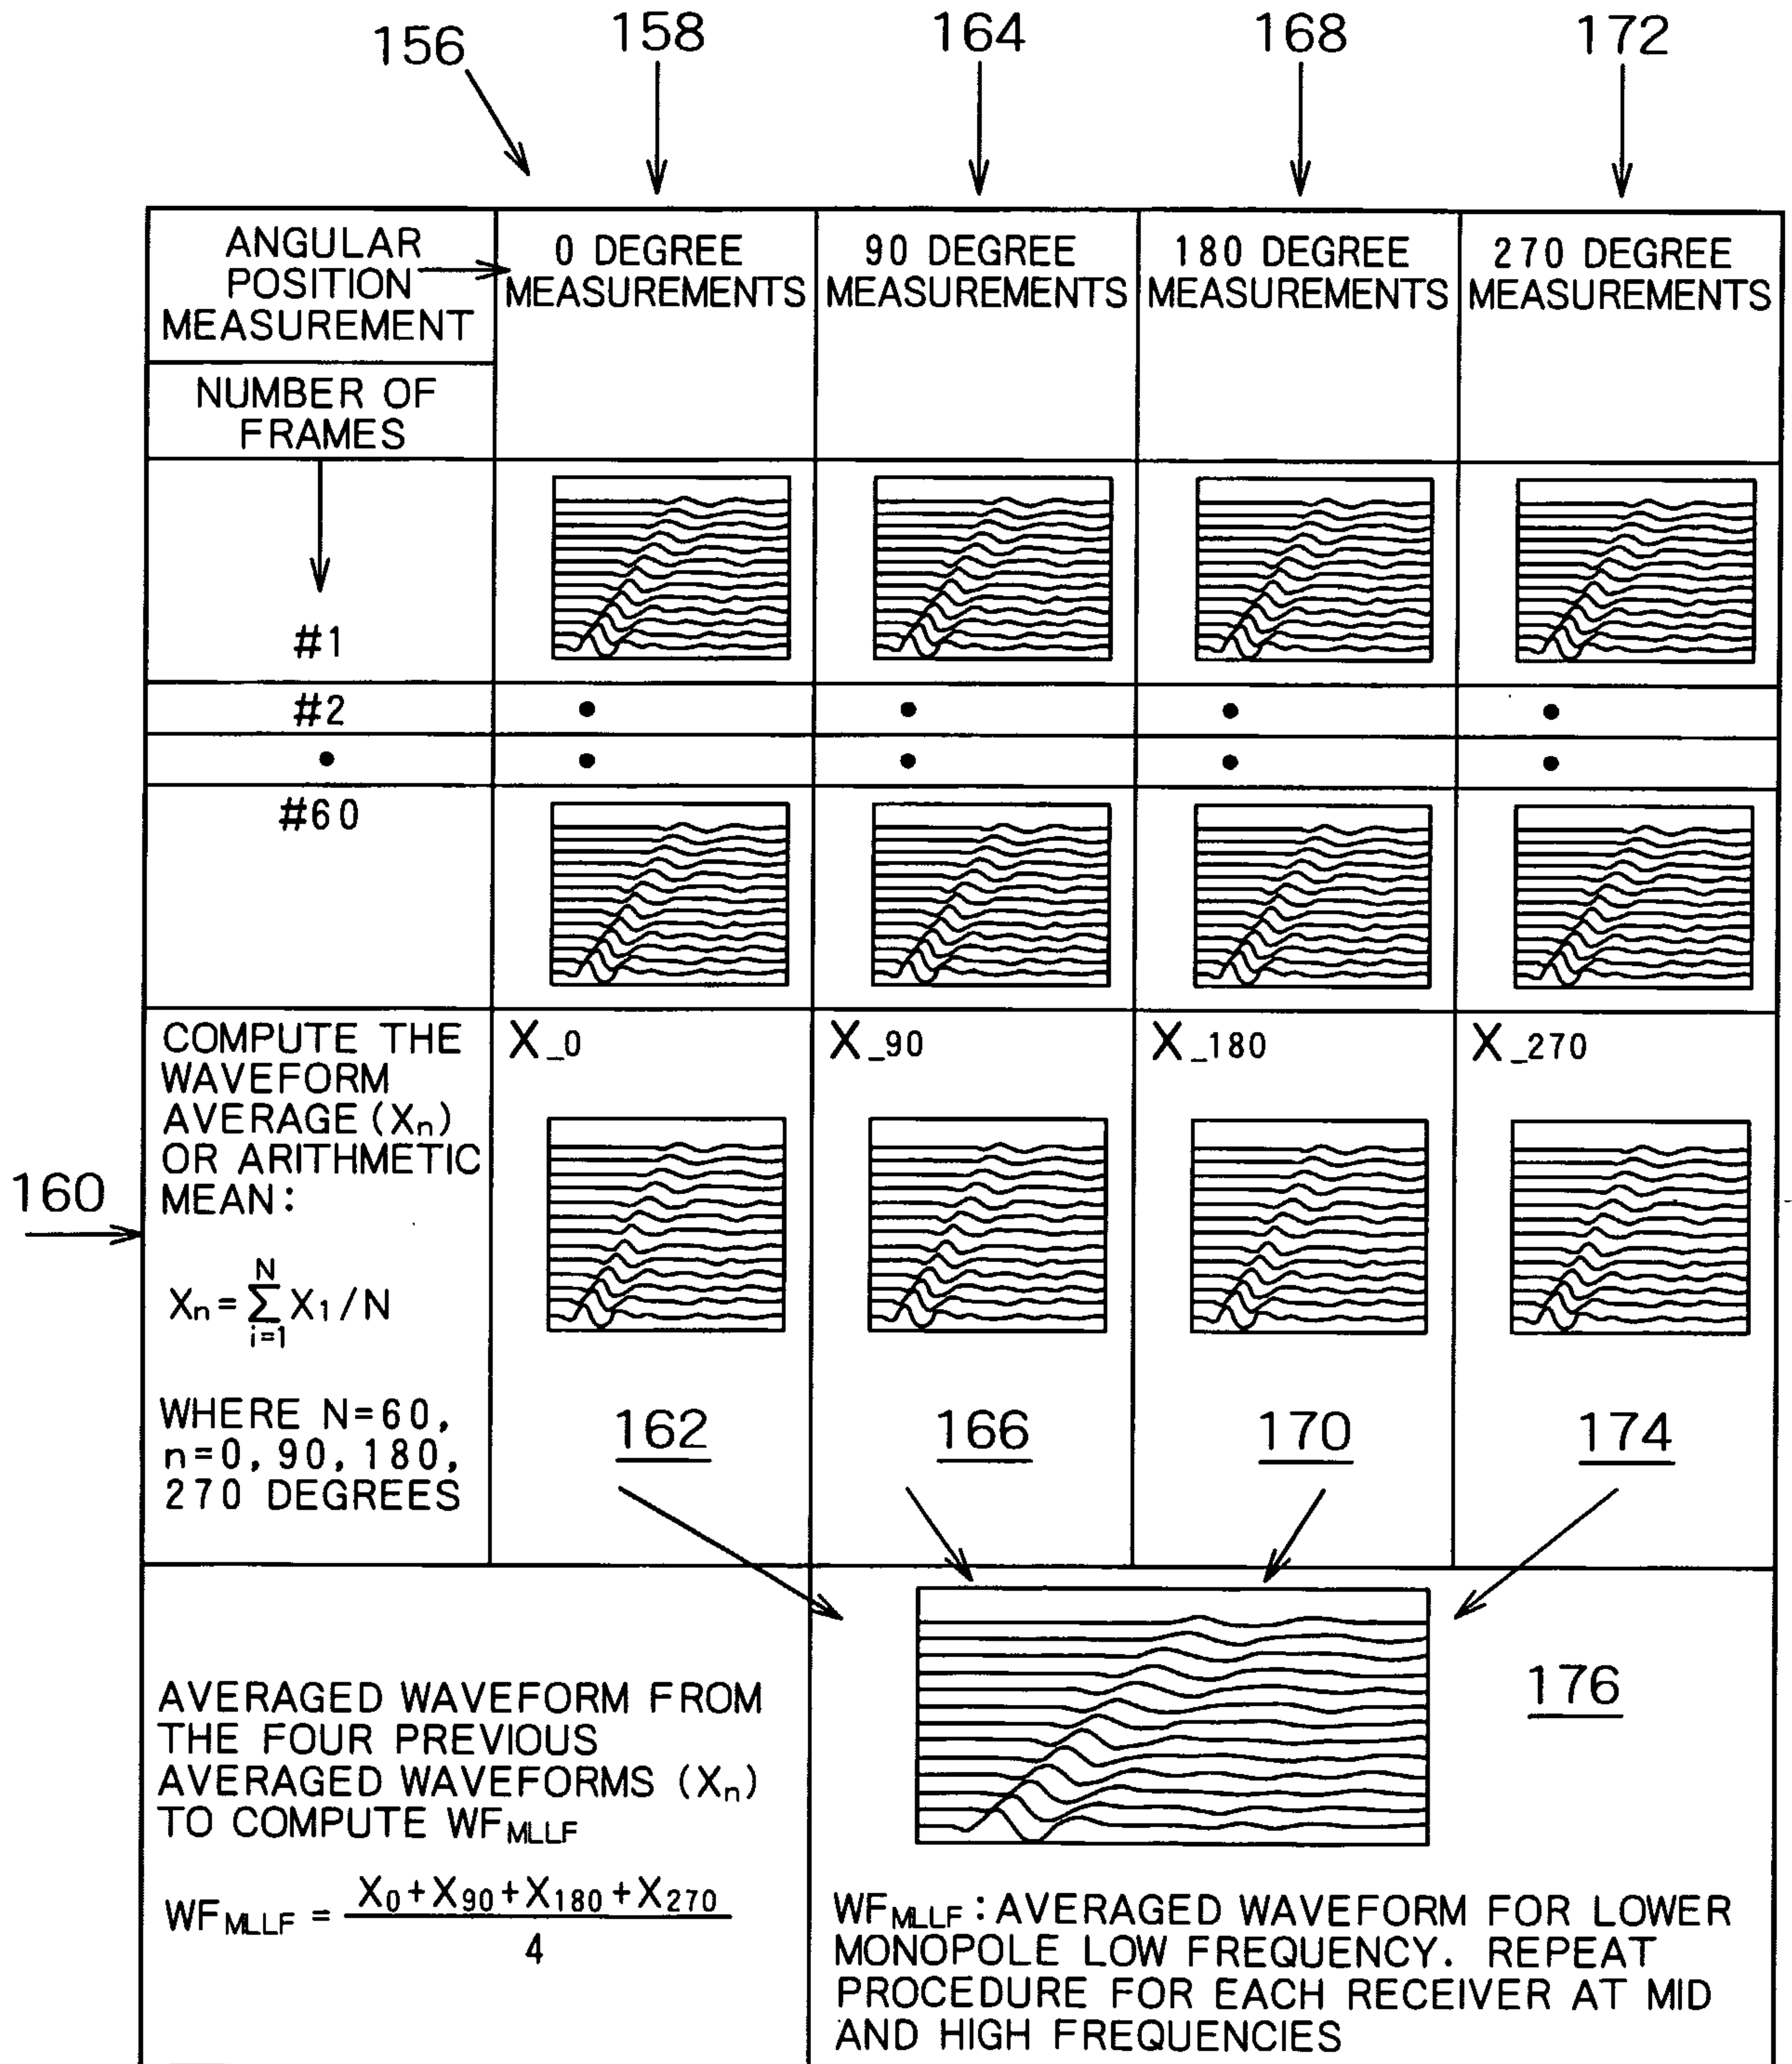 156 158 164 168 172
ANGULAR
POSITION
MEASUREMENT
0 DEGREE
MEASUREMENTS
90 DEGREE
MEASUREMENTS
180 DEGREE
MEASUREMENTS
270 DEGREE
MEASUREMENTS
NUMBER OF
FRAMES
#1
#2
#60
160
COMPUTE THE
WAVEFORM
AVERAGE (Xn)
OR ARITHMETIC
MEAN:
N
Xn = Σ X1 / N
i=1
WHERE N=60,
n=0, 90, 180,
270 DEGREES
X_0
X_90
X_180
X_270
162 166 170 174
AVERAGED WAVEFORM FROM
THE FOUR PREVIOUS
AVERAGED WAVEFORMS (Xn)
TO COMPUTE WFMLLF
WFMLLF = X0+X90+X180+X270
4
176
WFMLLF : AVERAGED WAVEFORM FOR LOWER
MONOPOLE LOW FREQUENCY. REPEAT
PROCEDURE FOR EACH RECEIVER AT MID
AND HIGH FREQUENCIES